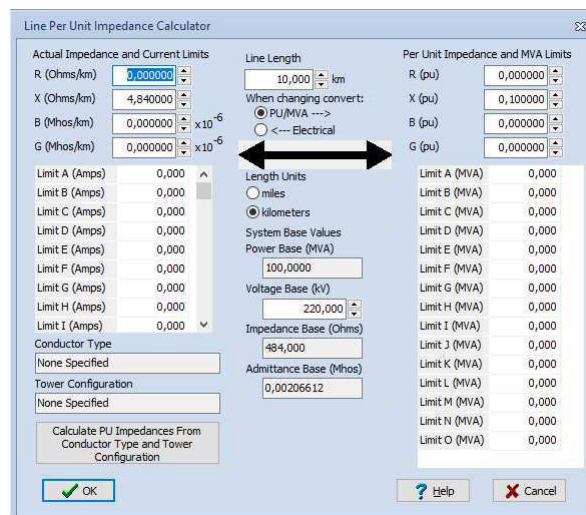 Line Per Unit Impedance Calculator
Actual Impedance and Current Limits
R (Ohms/km) 0,000000
X (Ohms/km) 4,840000
B (Mhos/km) 0,000000 x10-6
G (Mhos/km) 0,000000 x10-6
Limit A (Amps) 0,000
Limit B (Amps) 0,000
Limit C (Amps) 0,000
Limit D (Amps) 0,000
Limit E (Amps) 0,000
Limit F (Amps) 0,000
Limit G (Amps) 0,000
Limit H (Amps) 0,000
Limit I (Amps) 0,000
Conductor Type
None Specified
Tower Configuration
None Specified
Calculate PU Impedances From
Conductor Type and Tower
Configuration
Line Length
10,000 km
When changing convert:
PU/MVA --->
<--- Electrical
Length Units
miles
kilometers
System Base Values
Power Base (MVA)
100,0000
Voltage Base (kV)
220,000
Impedance Base (Ohms)
484,000
Admittance Base (Mhos)
0,00206612
Per Unit Impedance and MVA Limits
R (pu) 0,000000
X (pu) 0,100000
B (pu) 0,000000
G (pu) 0,000000
Limit A (MVA) 0,000
Limit B (MVA) 0,000
Limit C (MVA) 0,000
Limit D (MVA) 0,000
Limit E (MVA) 0,000
Limit F (MVA) 0,000
Limit G (MVA) 0,000
Limit H (MVA) 0,000
Limit I (MVA) 0,000
Limit J (MVA) 0,000
Limit K (MVA) 0,000
Limit L (MVA) 0,000
Limit M (MVA) 0,000
Limit N (MVA) 0,000
Limit O (MVA) 0,000
OK
? Help
Cancel